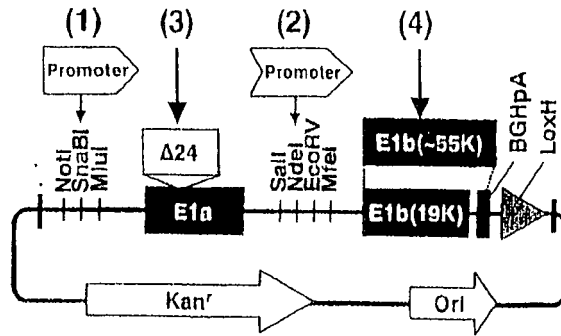 (1)
(3)
(2)
(4)
Promoter
Promoter
NotI
SnaBI
MluI
Δ24
SalI
NdeI
EcoRV
MfeI
E1b(~55K)
BGHpA
LoxH
E1a
E1b(19K)
Kanʳ
OrI